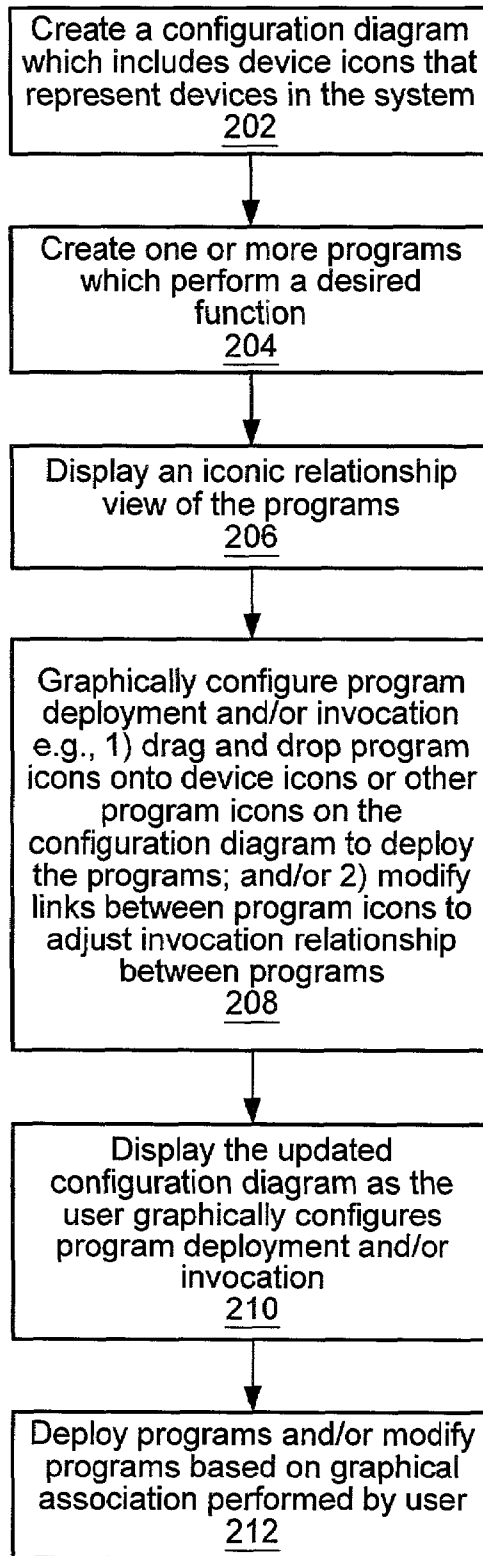 Create a configuration diagram
which includes device icons that
represent devices in the system
202
Create one or more programs
which perform a desired
function
204
Display an iconic relationship
view of the programs
206
Graphically configure program
deployment and/or invocation
e.g., 1) drag and drop program
icons onto device icons or other
program icons on the
configuration diagram to deploy
the programs; and/or 2) modify
links between program icons to
adjust invocation relationship
between programs
208
Display the updated
configuration diagram as the
user graphically configures
program deployment and/or
invocation
210
Deploy programs and/or modify
programs based on graphical
association performed by user
212